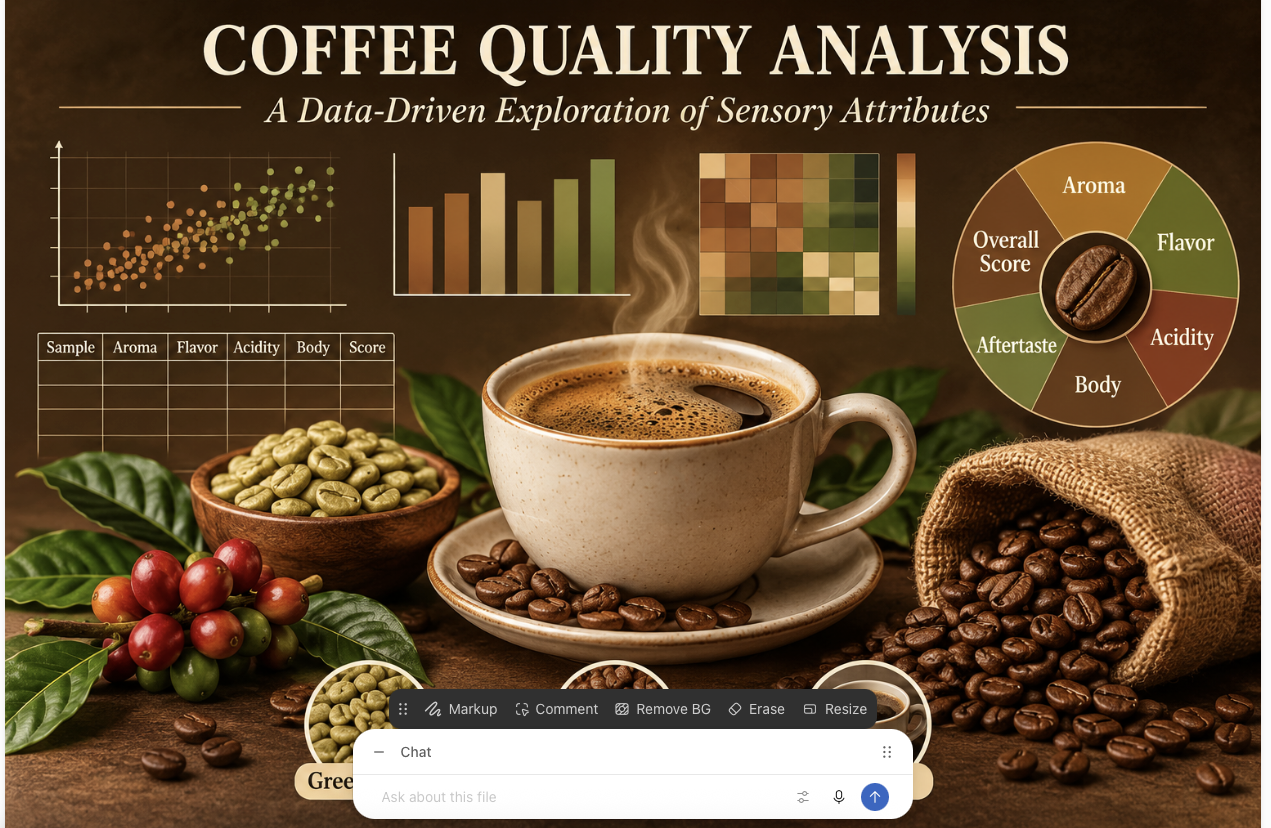 COFFEE QUALITY ANALYSIS
A Data-Driven Exploration of Sensory Attributes
Aroma
Flavor
Acidity
Body
Aftertaste
Overall
Score
Sample Aroma Flavor Acidity Body Score
Markup Comment Remove BG Erase Resize
Chat
Ask about this file